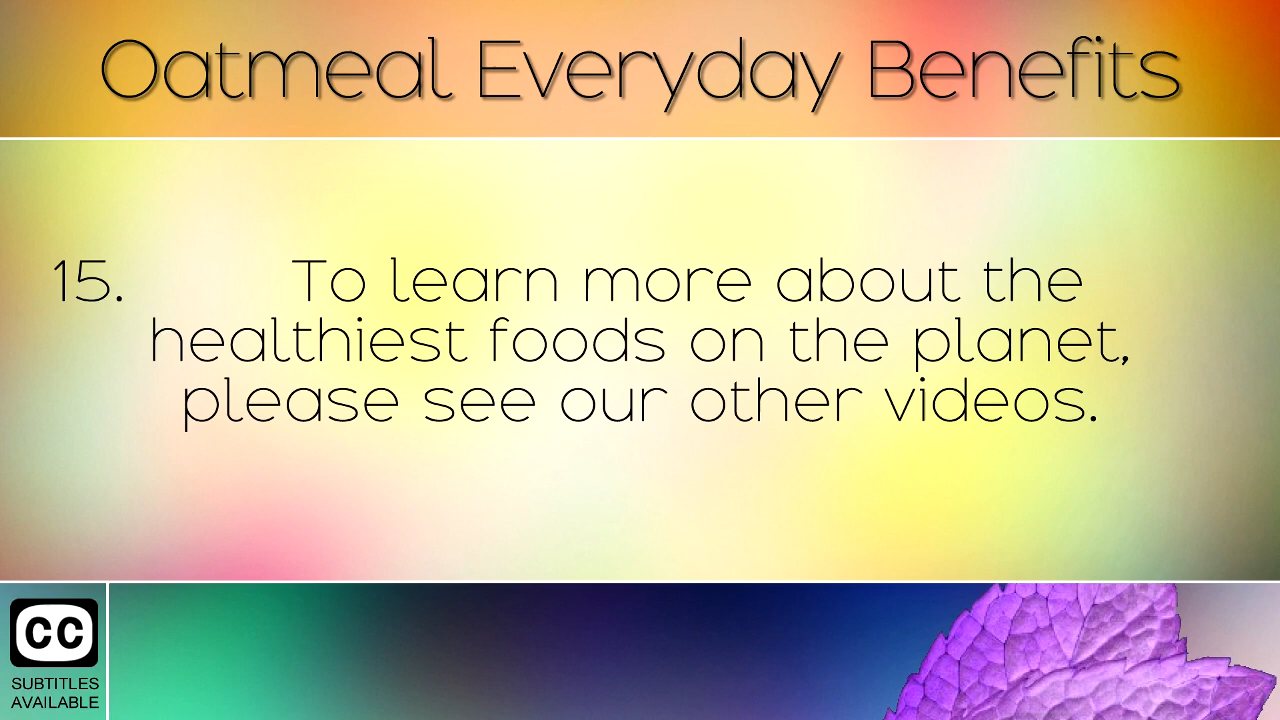 Oatmeal Everyday Benefits
15. To learn more about the
healthiest foods on the planet,
please see our other videos.
CC
SUBTITLES
AVAILABLE